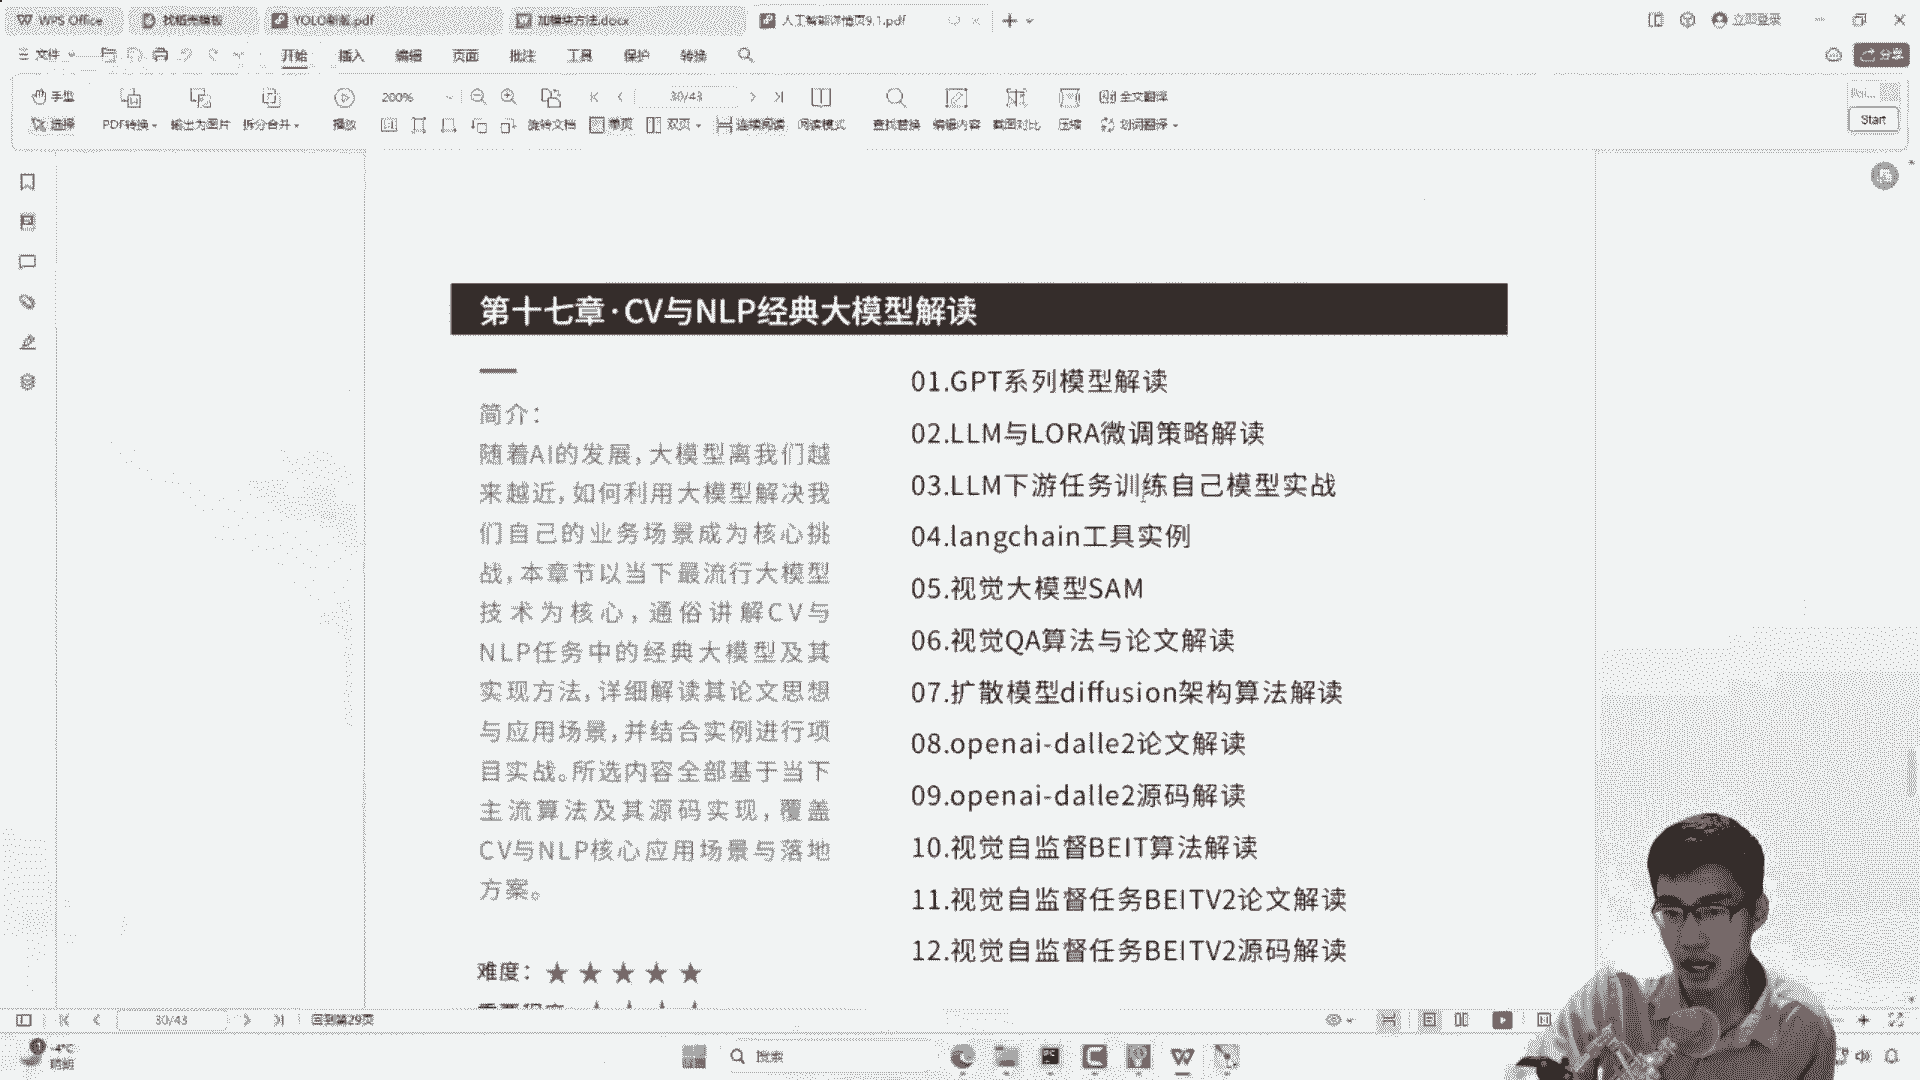 WPS Office
找稻壳模板
YOLO新版.pdf
加模块方法.docx
人工智能详情页9.1.pdf
立即登录
文件
开始
插入
编辑
页面
批注
工具
保护
转换
分享
手型
200%
30/43
全文翻译
选择
PDF转换
输出为图片
拆分合并
播放
旋转文档
单页
双页
连续阅读
阅读模式
查找替换
编辑内容
截图对比
压缩
划词翻译
Start
第十七章·CV与NLP经典大模型解读
简介：
随着AI的发展，大模型离我们越
来越近，如何利用大模型解决我
们自己的业务场景成为核心挑
战，本章节以当下最流行大模型
技术为核心，通俗讲解CV与
NLP任务中的经典大模型及其
实现方法，详细解读其论文思想
与应用场景，并结合实例进行项
目实战。所选内容全部基于当下
主流算法及其源码实现，覆盖
CV与NLP核心应用场景与落地
方案。
难度：★★★★★
01.GPT系列模型解读
02.LLM与LORA微调策略解读
03.LLM下游任务训练自己模型实战
04.langchain工具实例
05.视觉大模型SAM
06.视觉QA算法与论文解读
07.扩散模型diffusion架构算法解读
08.openai-dalle2论文解读
09.openai-dalle2源码解读
10.视觉自监督BEIT算法解读
11.视觉自监督任务BEITV2论文解读
12.视觉自监督任务BEITV2源码解读
30/43
回到第29页
-4°C
晴朗
搜索